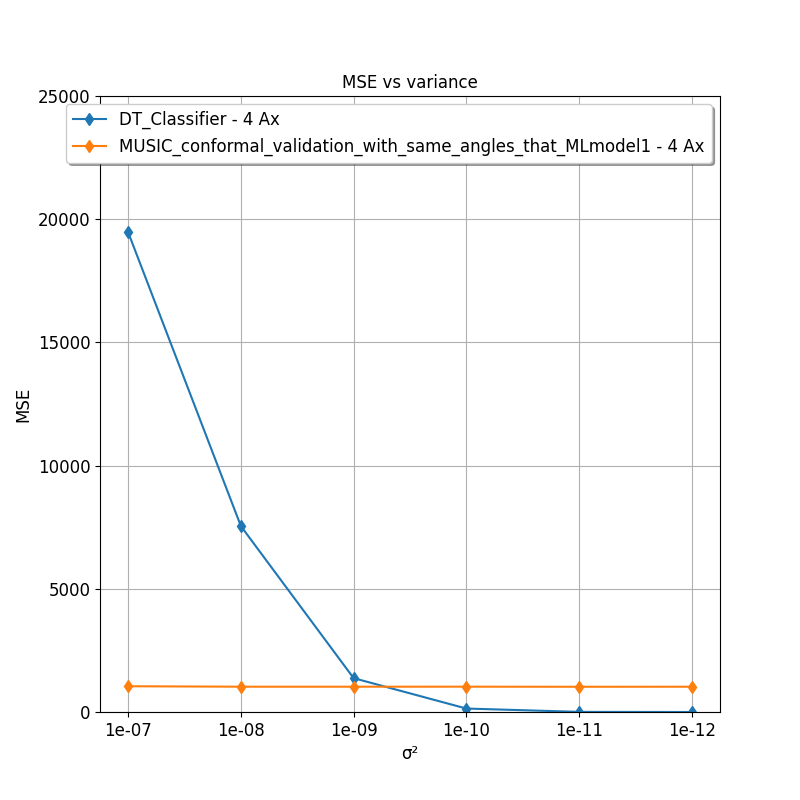 MSE vs variance
25000
DT_Classifier - 4 Ax
MUSIC_conformal_validation_with_same_angles_that_MLmodel1 - 4 Ax
20000
15000
MSE
10000
5000
0
1e-07 1e-08 1e-09 1e-10 1e-11 1e-12
σ²